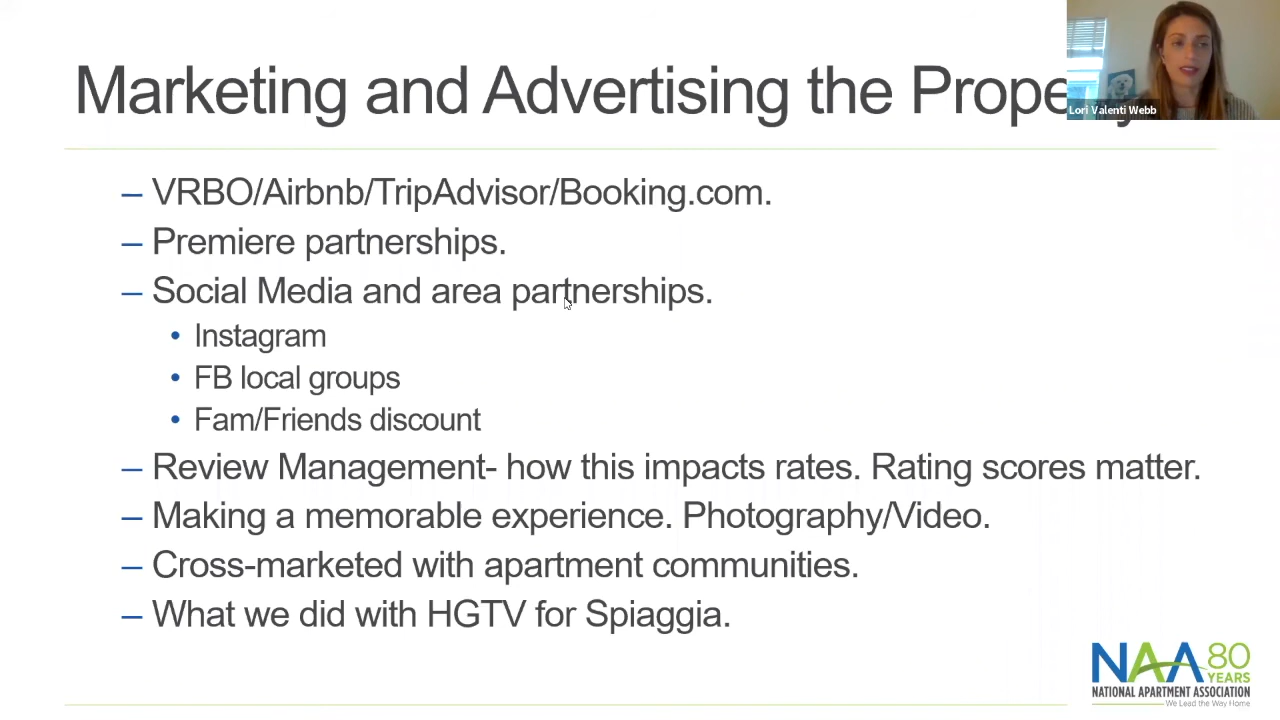 Marketing and Advertising the Prope
Lori Valenti Webb
– VRBO/Airbnb/TripAdvisor/Booking.com.
– Premiere partnerships.
– Social Media and area partnerships.
• Instagram
• FB local groups
• Fam/Friends discount
– Review Management- how this impacts rates. Rating scores matter.
– Making a memorable experience. Photography/Video.
– Cross-marketed with apartment communities.
– What we did with HGTV for Spiaggia.
NAA 80
YEARS
NATIONAL APARTMENT ASSOCIATION
We Lead the Way Home